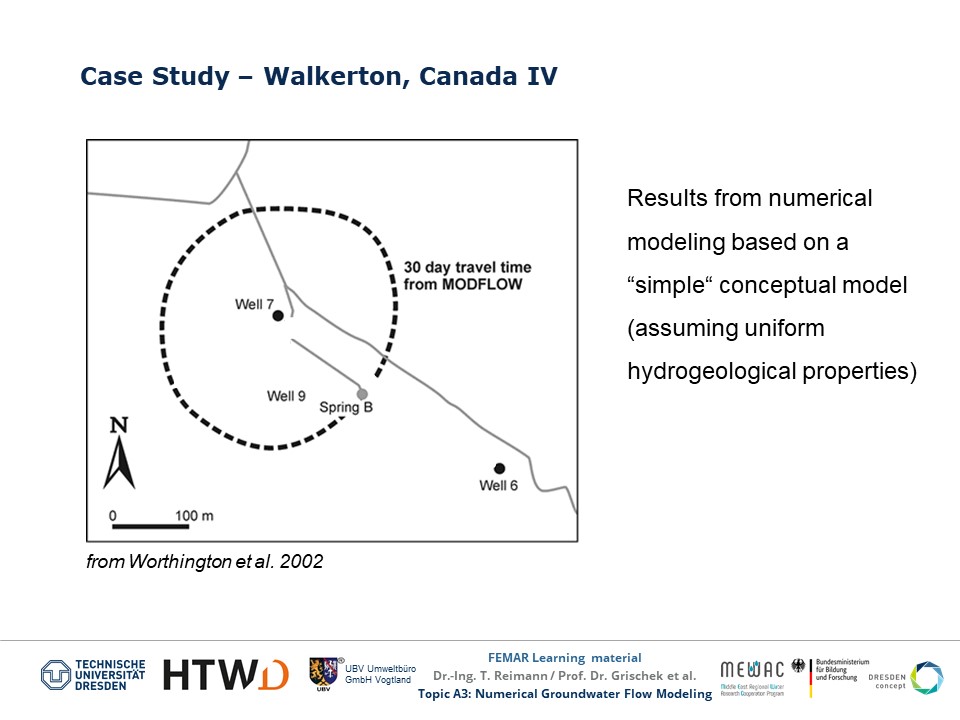 Case Study – Walkerton, Canada IV
30 day travel time
from MODFLOW
Well 7
Well 9
Spring B
N
Well 6
0 100 m
from Worthington et al. 2002
Results from numerical
modeling based on a
“simple“ conceptual model
(assuming uniform
hydrogeological properties)
TECHNISCHE
UNIVERSITÄT
DRESDEN
HTWD
UBV
UBV Umweltbüro
GmbH Vogtland
FEMAR Learning material
Dr.-Ing. T. Reimann / Prof. Dr. Grischek et al.
Topic A3: Numerical Groundwater Flow Modeling
MEWAC
Middle East Regional Water
Research Cooperation Program
Bundesministerium
für Bildung
und Forschung
DRESDEN
concept